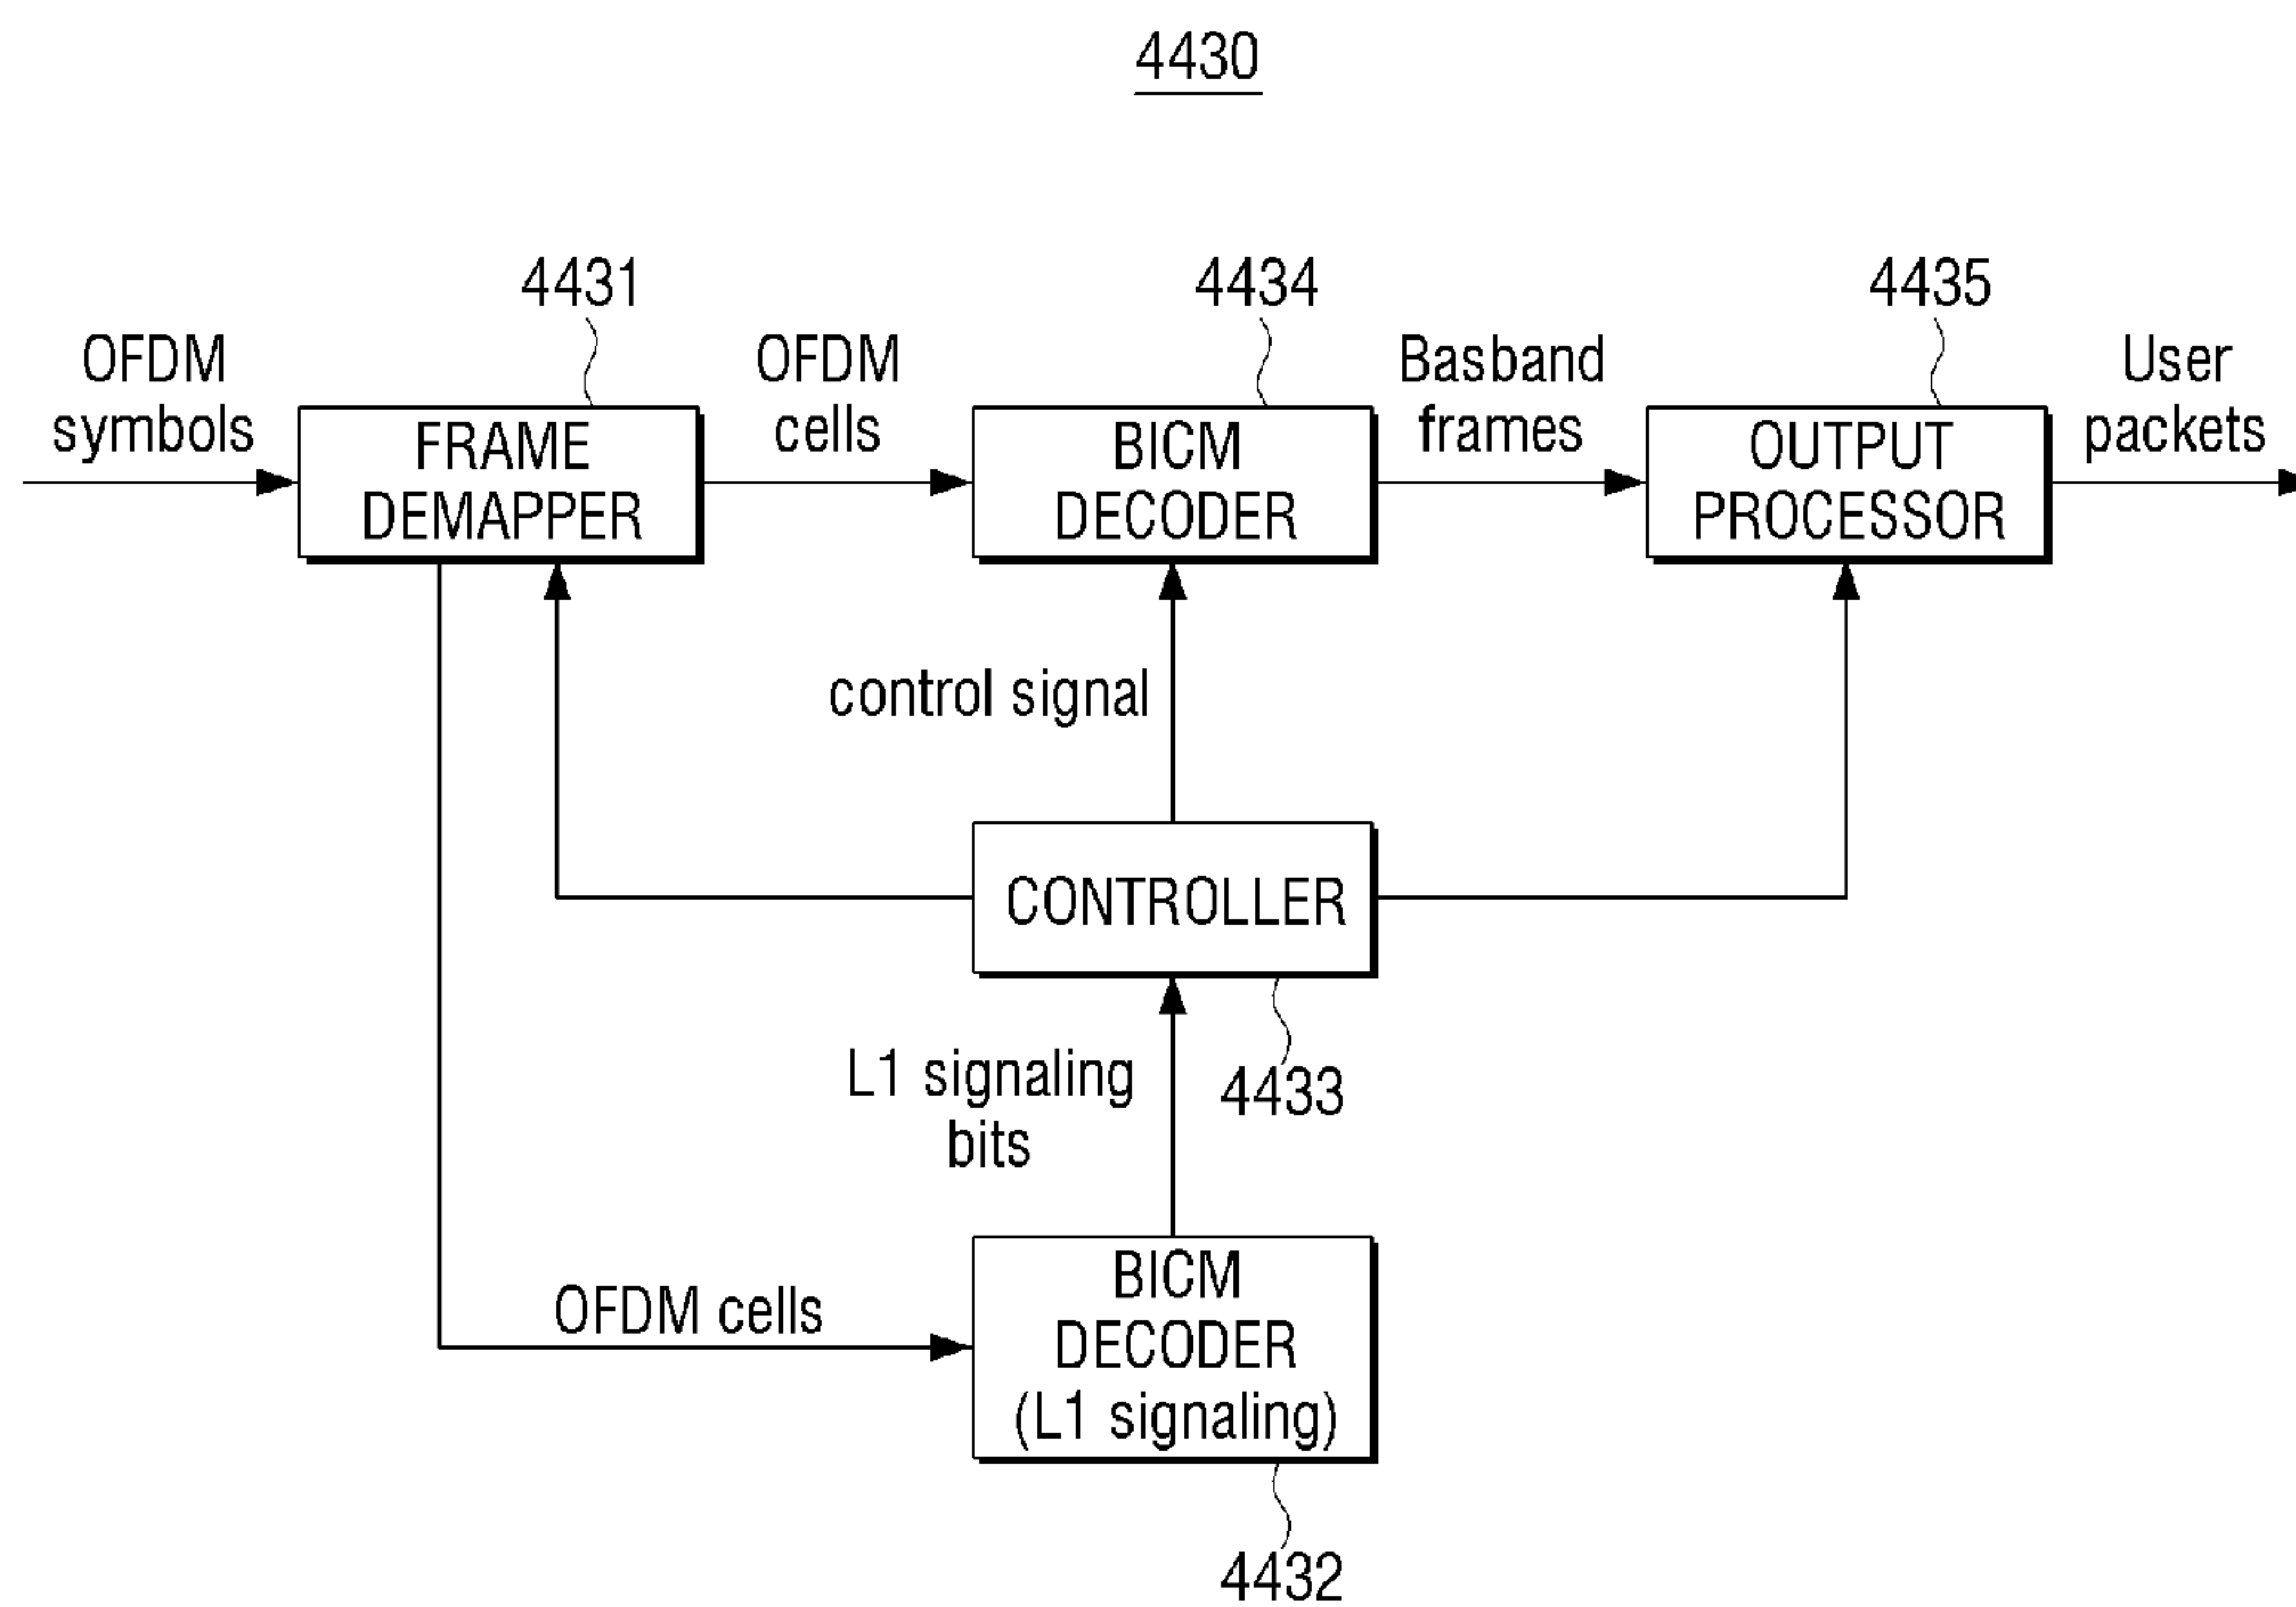 4430
4431
4434
4435
OFDM
symbols
FRAME
DEMAPPER
OFDM
cells
BICM
DECODER
Basband
frames
OUTPUT
PROCESSOR
User
packets
control signal
CONTROLLER
4433
L1 signaling
bits
OFDM cells
BICM
DECODER
(L1 signaling)
4432